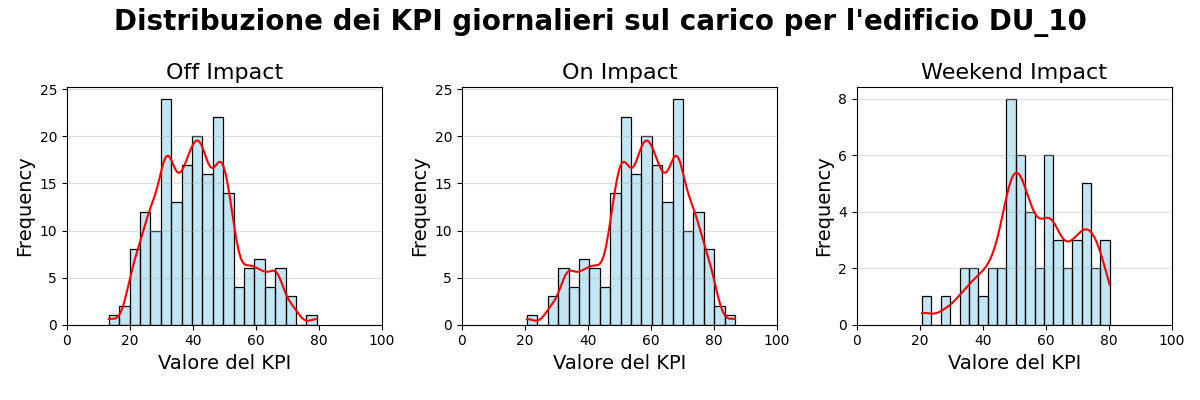 Distribuzione dei KPI giornalieri sul carico per l'edificio DU_10
Off Impact
Frequency
25
20
15
10
5
0
0 20 40 60 80 100
Valore del KPI
On Impact
Frequency
25
20
15
10
5
0
0 20 40 60 80 100
Valore del KPI
Weekend Impact
Frequency
8
6
4
2
0
0 20 40 60 80 100
Valore del KPI